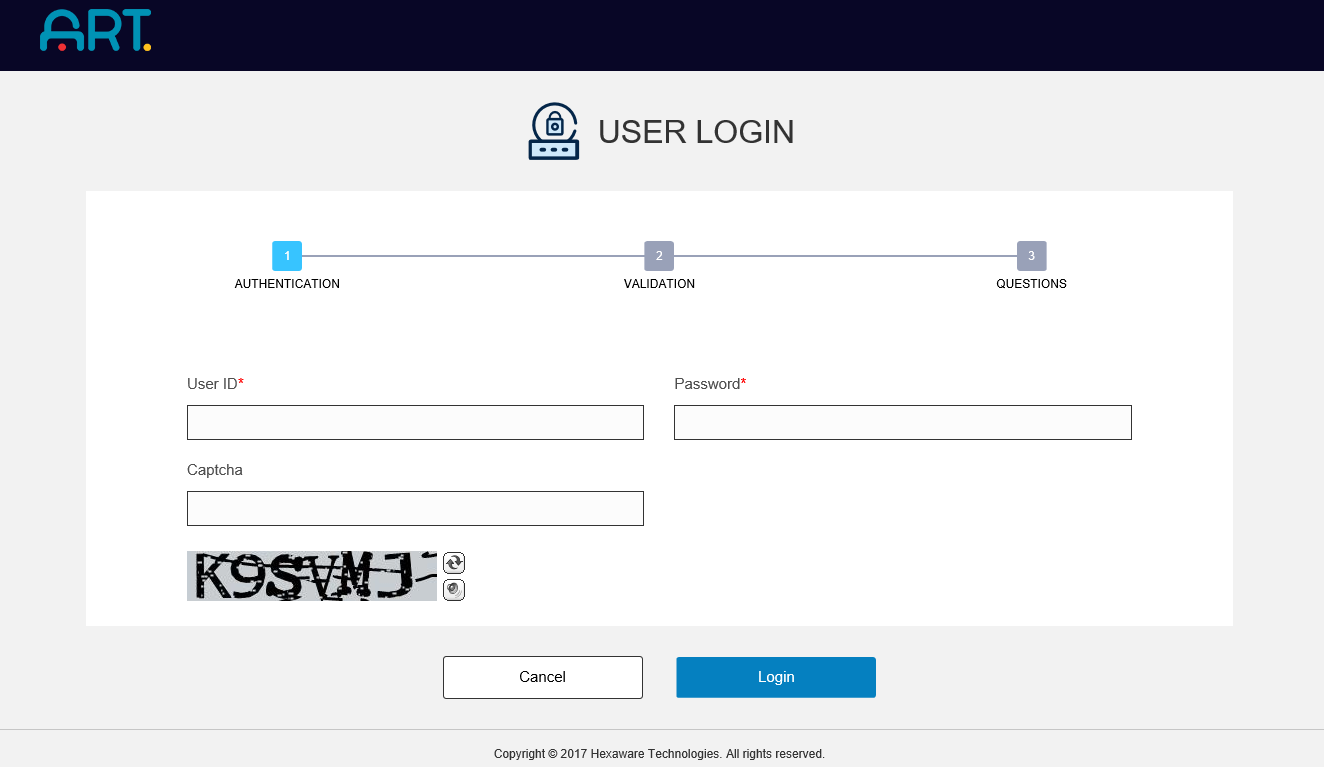 ART.
USER LOGIN
1 2 3
AUTHENTICATION VALIDATION QUESTIONS
User ID* Password*
Captcha
Cancel Login
Copyright © 2017 Hexaware Technologies. All rights reserved.